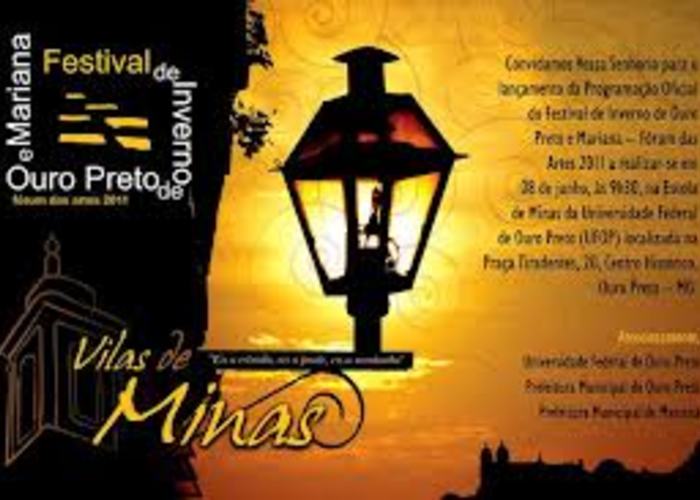 Festival de
Inverno de
Ouro Preto
e Mariana
fórum das artes 2011
Vilas de
Minas
Convidamos Vossa Senhoria para o
lançamento da Programação Oficial
do Festival de Inverno de Ouro
Preto e Mariana – Fórum das
Artes 2011 a realizar-se em
08 de junho, às 9h30, na Escola
de Minas da Universidade Federal
de Ouro Preto (UFOP) localizada na
Praça Tiradentes, 20, Centro Histórico,
Ouro Preto – MG
Universidade Federal de Ouro Preto
Prefeitura Municipal de Ouro Preto
Prefeitura Municipal de Mariana